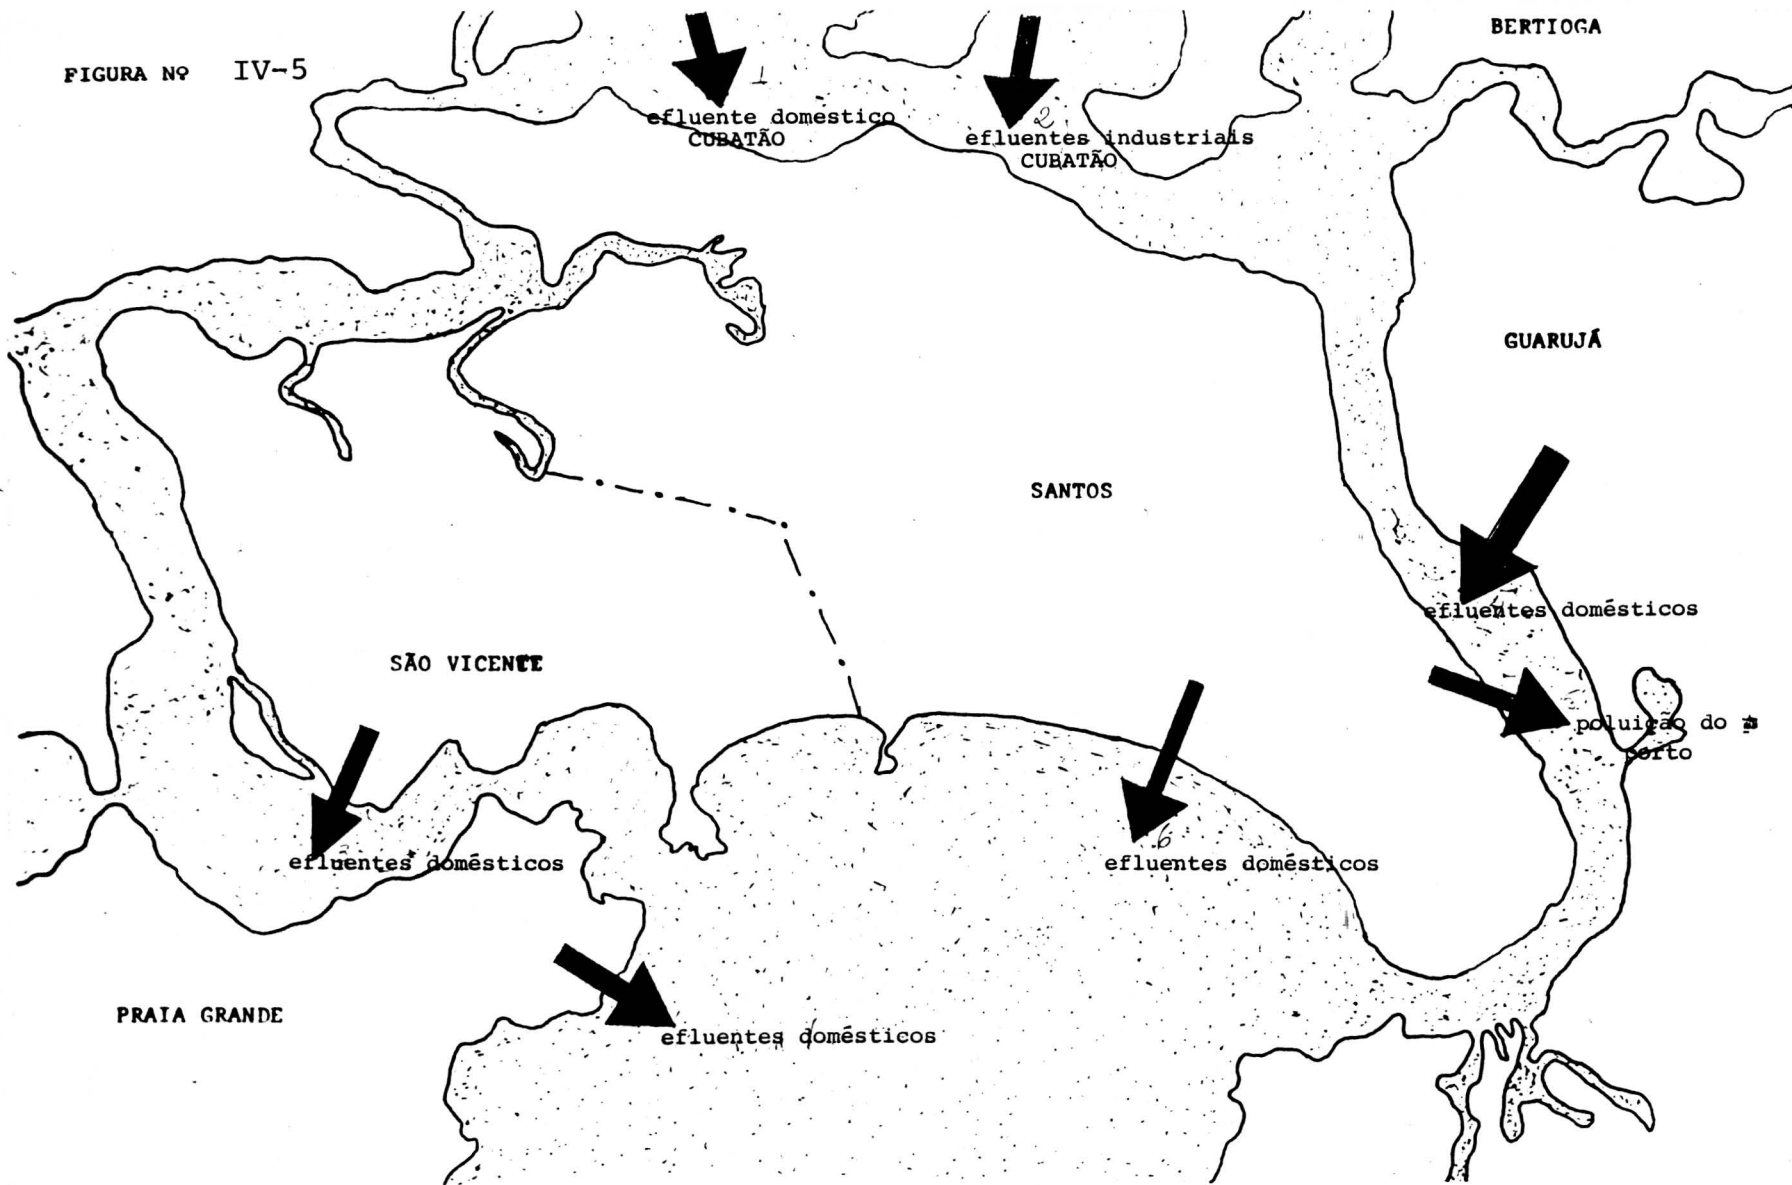 BERTIOGA
FIGURA Nº IV-5
1
efluente doméstico
CUBATÃO
2
efluentes industriais
CUBATÃO
GUARUJÁ
SANTOS
efluentes domésticos
SÃO VICENTE
poluição do
porto
efluentes domésticos
6
efluentes domésticos
PRAIA GRANDE
efluentes domésticos